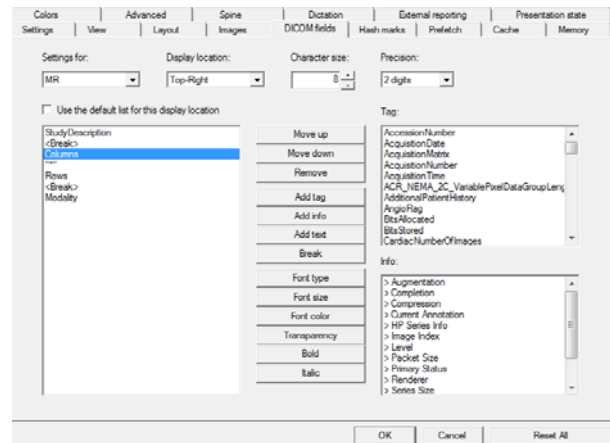 Colors Advanced Spine Dictation External reporting Presentation state
Settings View Layout Images DICOM fields Hash marks Prefetch Cache Memory
Settings for: Display location: Character size: Precision:
MR Top-Right 8 2 digits
Use the default list for this display location
Tag:
StudyDescription
<Break>
Columns
"*"
Rows
<Break>
Modality
Move up
Move down
Remove
Add tag
Add info
Add text
Break
Font type
Font size
Font color
Transparency
Bold
Italic
AccessionNumber
AcquisitionDate
AcquisitionMatrix
AcquisitionNumber
AcquisitionTime
ACR_NEMA_2C_VariablePixelDataGroupLeng
AdditionalPatientHistory
AngioFlag
BitsAllocated
BitsStored
CardiacNumberOfImages
Info:
> Augmentation
> Completion
> Compression
> Current Annotation
> HP Series Info
> Image Index
> Level
> Packet Size
> Primary Status
> Renderer
> Series Size
OK Cancel Reset All